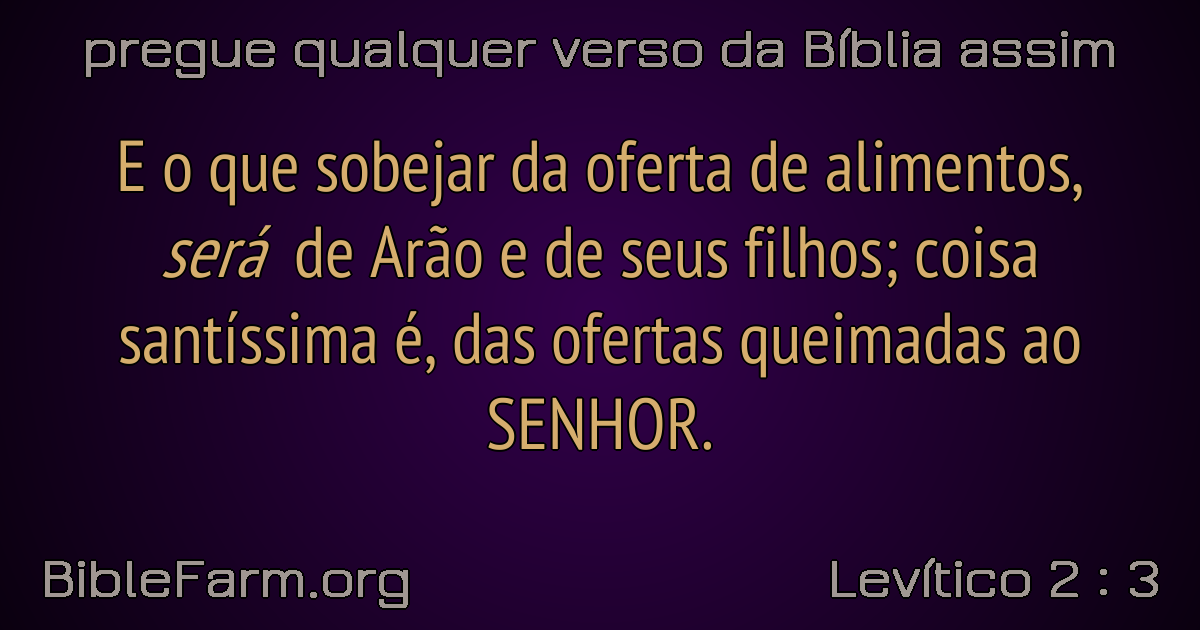 pregue qualquer verso da Bíblia assim
E o que sobejar da oferta de alimentos,
será de Arão e de seus filhos; coisa
santíssima é, das ofertas queimadas ao
SENHOR.
BibleFarm.org
Levítico 2 : 3